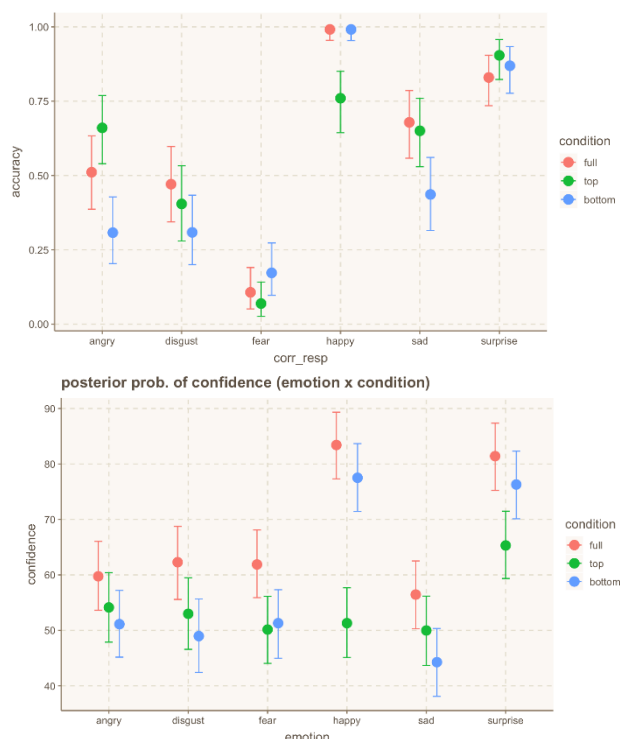 1.00
0.75
0.50
0.25
0.00
accuracy
angry disgust fear happy sad surprise
corr_resp
condition
full
top
bottom
posterior prob. of confidence (emotion x condition)
90
80
70
60
50
40
confidence
angry disgust fear happy sad surprise
emotion
condition
full
top
bottom